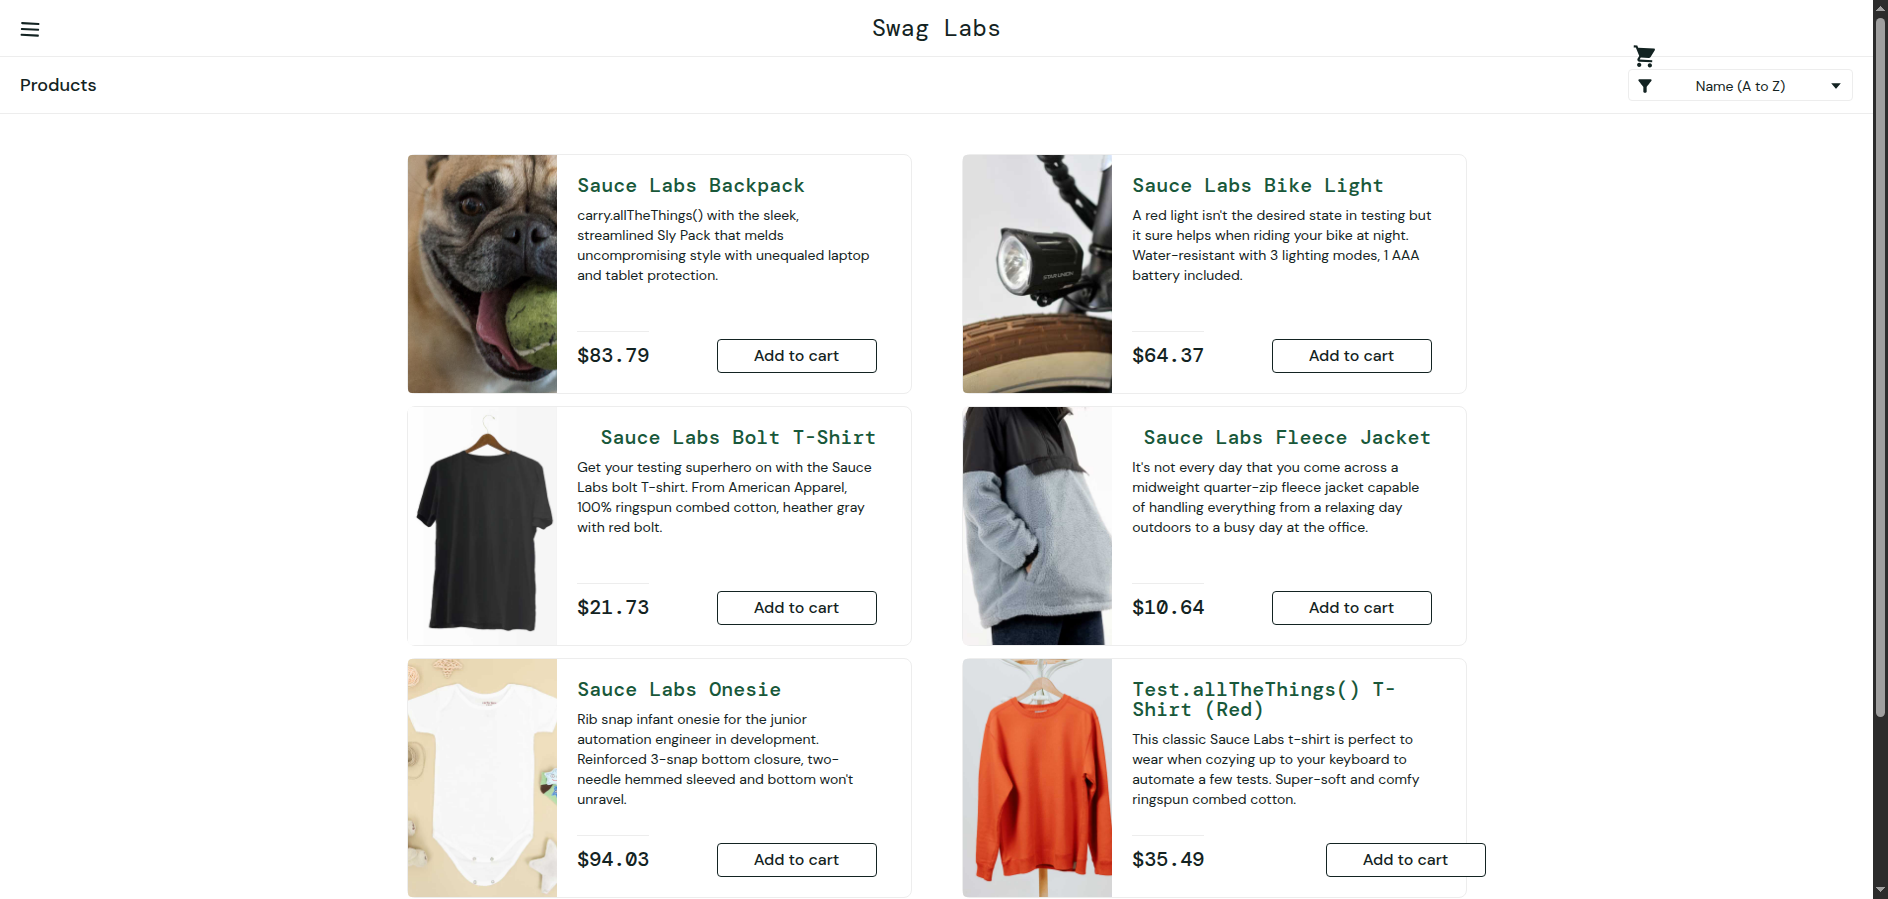 Swag Labs
Products
Name (A to Z)
Sauce Labs Backpack
carry.allTheThings() with the sleek,
streamlined Sly Pack that melds
uncompromising style with unequaled laptop
and tablet protection.
$83.79
Add to cart
Sauce Labs Bike Light
A red light isn't the desired state in testing but
it sure helps when riding your bike at night.
Water-resistant with 3 lighting modes, 1 AAA
battery included.
$64.37
Add to cart
Sauce Labs Bolt T-Shirt
Get your testing superhero on with the Sauce
Labs bolt T-shirt. From American Apparel,
100% ringspun combed cotton, heather gray
with red bolt.
$21.73
Add to cart
Sauce Labs Fleece Jacket
It's not every day that you come across a
midweight quarter-zip fleece jacket capable
of handling everything from a relaxing day
outdoors to a busy day at the office.
$10.64
Add to cart
Sauce Labs Onesie
Rib snap infant onesie for the junior
automation engineer in development.
Reinforced 3-snap bottom closure, two-
needle hemmed sleeved and bottom won't
unravel.
$94.03
Add to cart
Test.allTheThings() T-
Shirt (Red)
This classic Sauce Labs t-shirt is perfect to
wear when cozying up to your keyboard to
automate a few tests. Super-soft and comfy
ringspun combed cotton.
$35.49
Add to cart